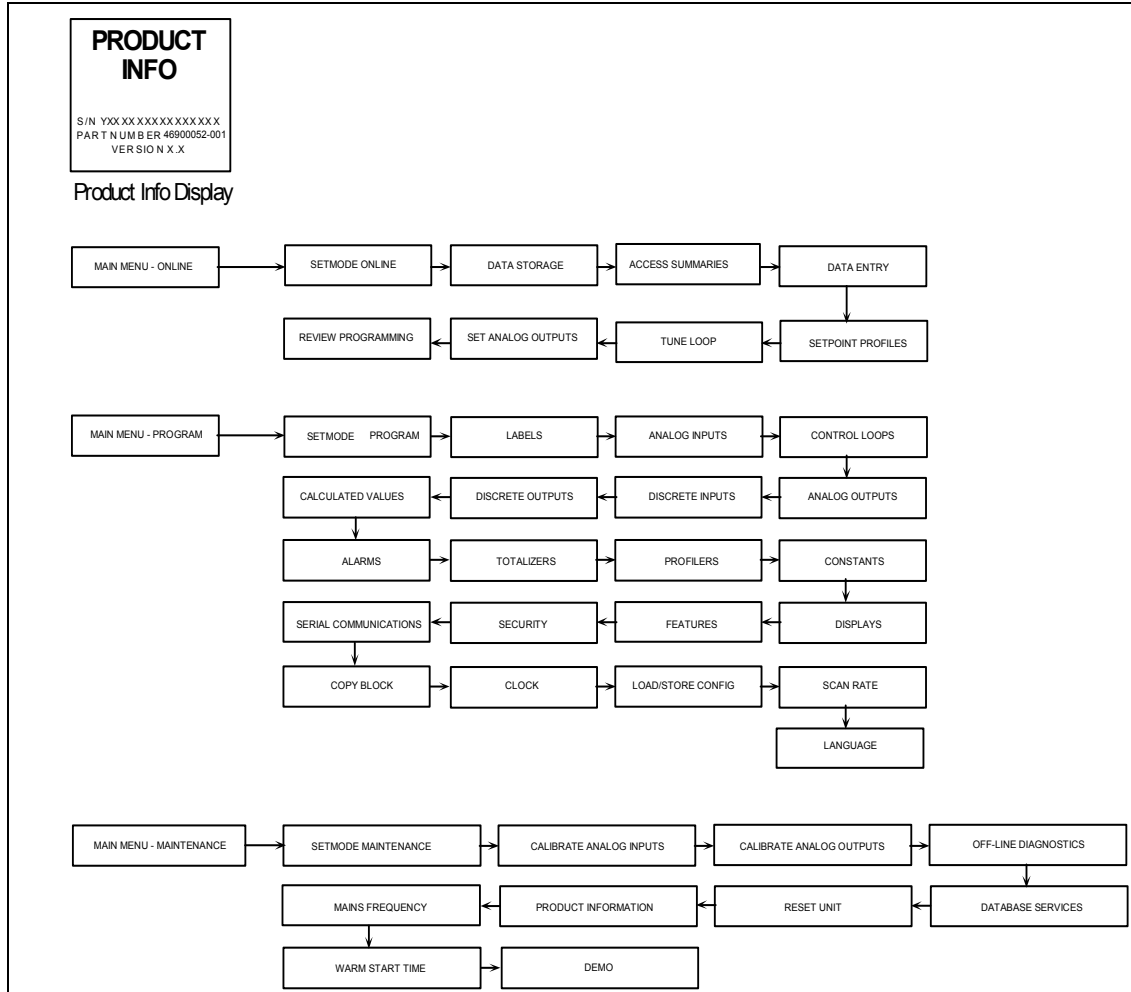 PRODUCT
INFO
S/N YXXXXXXXXXXXXXXXX
PART NUMBER 46900052-001
VERSION X.X
Product Info Display
MAIN MENU - ONLINE
SETMODE ONLINE
DATA STORAGE
ACCESS SUMMARIES
DATA ENTRY
REVIEW PROGRAMMING
SET ANALOG OUTPUTS
TUNE LOOP
SETPOINT PROFILES
MAIN MENU - PROGRAM
SETMODE PROGRAM
LABELS
ANALOG INPUTS
CONTROL LOOPS
CALCULATED VALUES
DISCRETE OUTPUTS
DISCRETE INPUTS
ANALOG OUTPUTS
ALARMS
TOTALIZERS
PROFILERS
CONSTANTS
SERIAL COMMUNICATIONS
SECURITY
FEATURES
DISPLAYS
COPY BLOCK
CLOCK
LOAD/STORE CONFIG
SCAN RATE
LANGUAGE
MAIN MENU - MAINTENANCE
SETMODE MAINTENANCE
CALIBRATE ANALOG INPUTS
CALIBRATE ANALOG OUTPUTS
OFF-LINE DIAGNOSTICS
MAINS FREQUENCY
PRODUCT INFORMATION
RESET UNIT
DATABASE SERVICES
WARM START TIME
DEMO